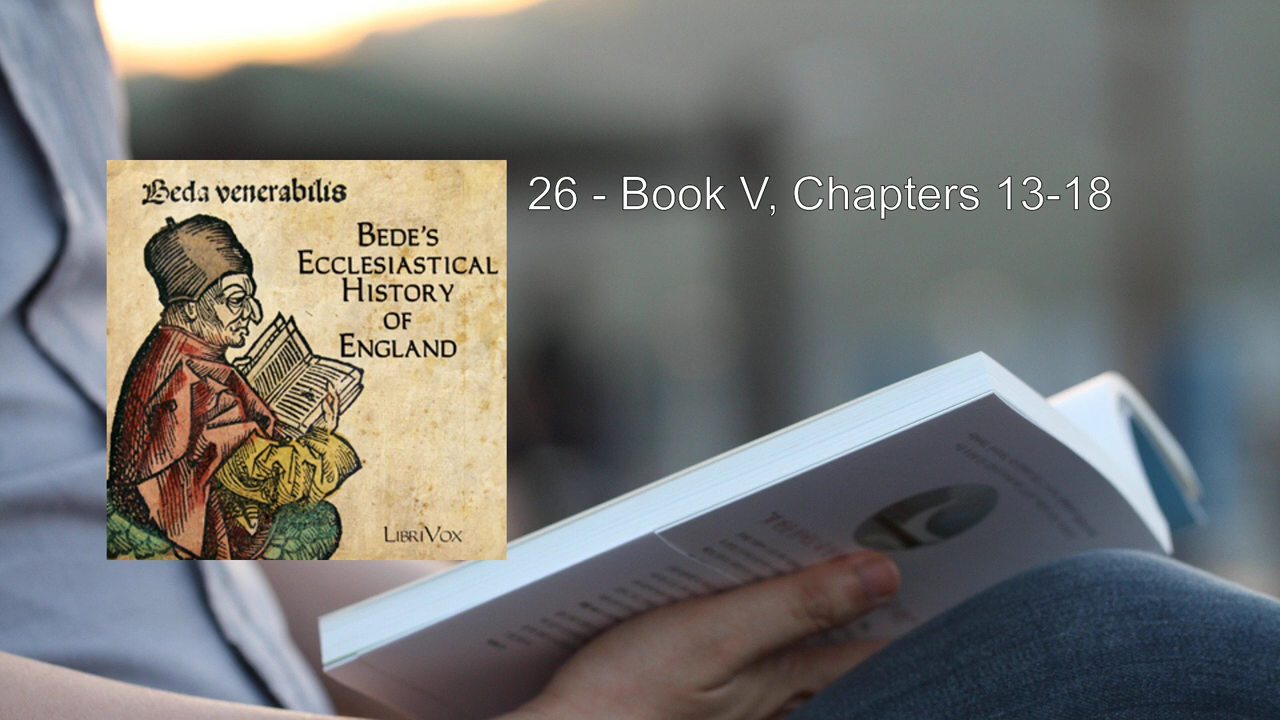 Beda venerabilis
BEDE'S
ECCLESIASTICAL
HISTORY
OF
ENGLAND
LIBRIVOX
26 - Book V, Chapters 13-18